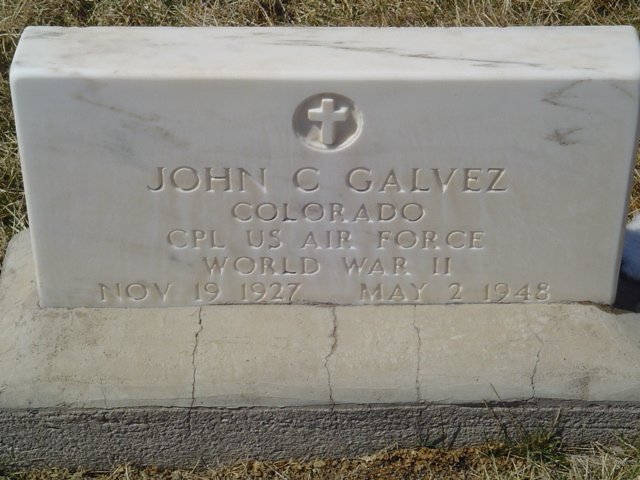 JOHN C GALVEZ
COLORADO
CPL US AIR FORCE
WORLD WAR II
NOV 19 1927 MAY 2 1948